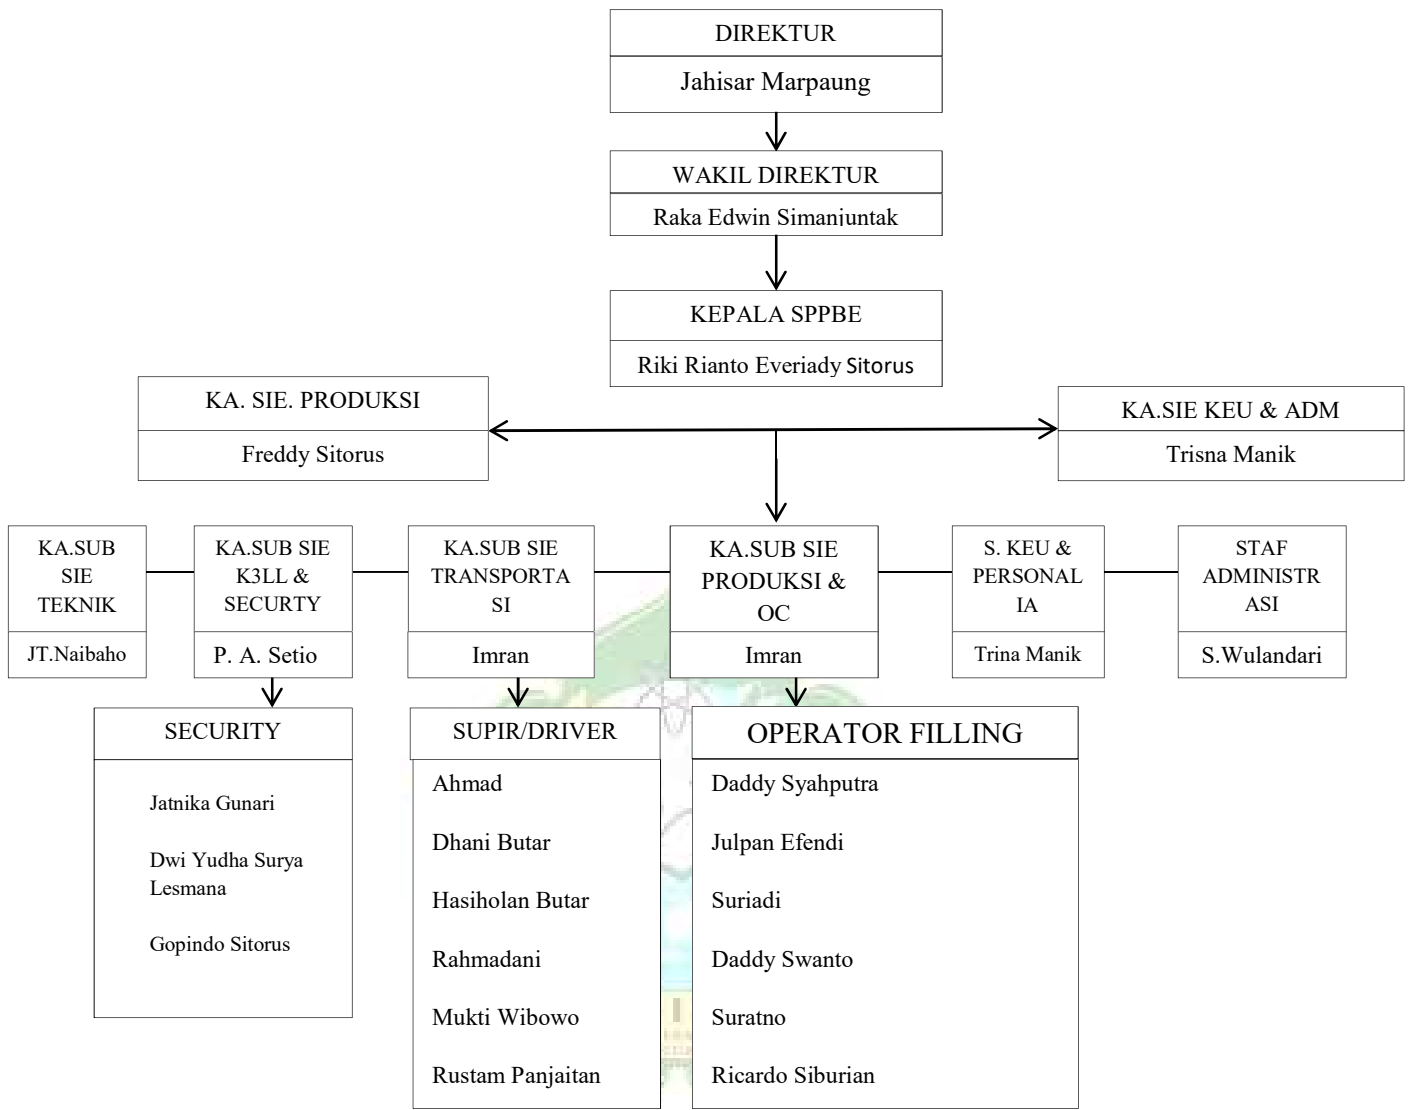 DIREKTUR
Jahisar Marpaung
WAKIL DIREKTUR
Raka Edwin Simanjuntak
KEPALA SPPBE
Riki Rianto Everiady Sitorus
KA. SIE. PRODUKSI
Freddy Sitorus
KA.SIE KEU & ADM
Trisna Manik
KA.SUB
SIE
TEKNIK
JT.Naibaho
KA.SUB SIE
K3LL &
SECURTY
P. A. Setio
KA.SUB SIE
TRANSPORTA
SI
Imran
KA.SUB SIE
PRODUKSI &
OC
Imran
S. KEU &
PERSONAL
IA
Trina Manik
STAF
ADMINISTR
ASI
S.Wulandari
SECURITY
Jatnika Gunari
Dwi Yudha Surya
Lesmana
Gopindo Sitorus
SUPIR/DRIVER
Ahmad
Dhani Butar
Hasiholan Butar
Rahmadani
Mukti Wibowo
Rustam Panjaitan
OPERATOR FILLING
Daddy Syahputra
Julpan Efendi
Suriadi
Daddy Swanto
Suratno
Ricardo Siburian